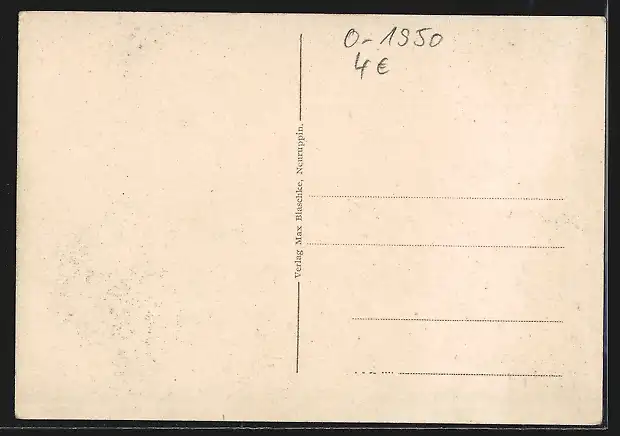 O-1950
4€
Verlag Max Blaschke, Neuruppin.